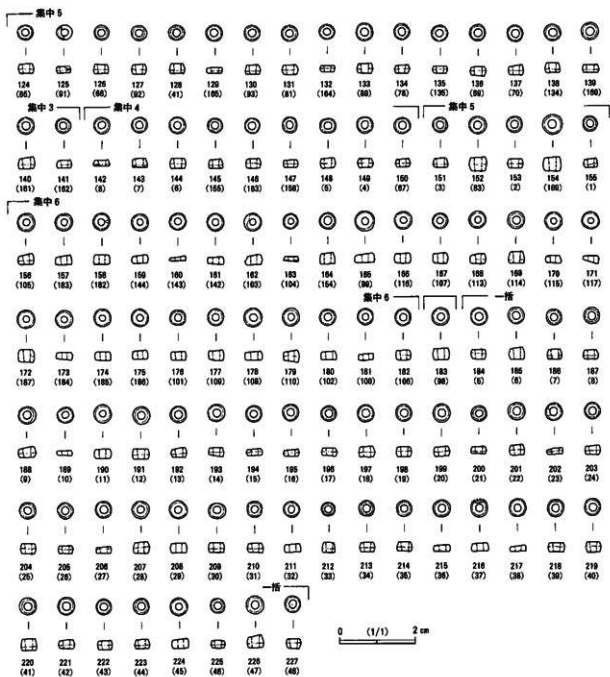 集中5
124 125 126 127 128 129 130 131 132 133 134 135 136 137 138 139
(86) (91) (66) (92) (41) (165) (93) (81) (164) (89) (78) (135) (69) (70) (134) (160)
集中3 集中4 集中5
140 141 142 143 144 145 146 147 148 149 150 151 152 153 154 155
(161) (162) (8) (7) (6) (155) (163) (156) (5) (4) (67) (3) (83) (2) (169) (1)
集中6
156 157 158 159 160 161 162 163 164 165 166 167 168 169 170 171
(105) (183) (182) (144) (143) (142) (103) (104) (154) (99) (116) (107) (113) (114) (115) (117)
集中6 一括
172 173 174 175 176 177 178 179 180 181 182 183 184 185 186 187
(187) (184) (185) (186) (101) (109) (108) (110) (102) (100) (106) (98) (5) (6) (7) (8)
188 189 190 191 192 193 194 195 196 197 198 199 200 201 202 203
(9) (10) (11) (12) (13) (14) (15) (16) (17) (18) (19) (20) (21) (22) (23) (24)
204 205 206 207 208 209 210 211 212 213 214 215 216 217 218 219
(25) (26) (27) (28) (29) (30) (31) (32) (33) (34) (35) (36) (37) (38) (39) (40)
一括
220 221 222 223 224 225 226 227
(41) (42) (43) (44) (45) (46) (47) (48)
0 (1/1) 2 cm